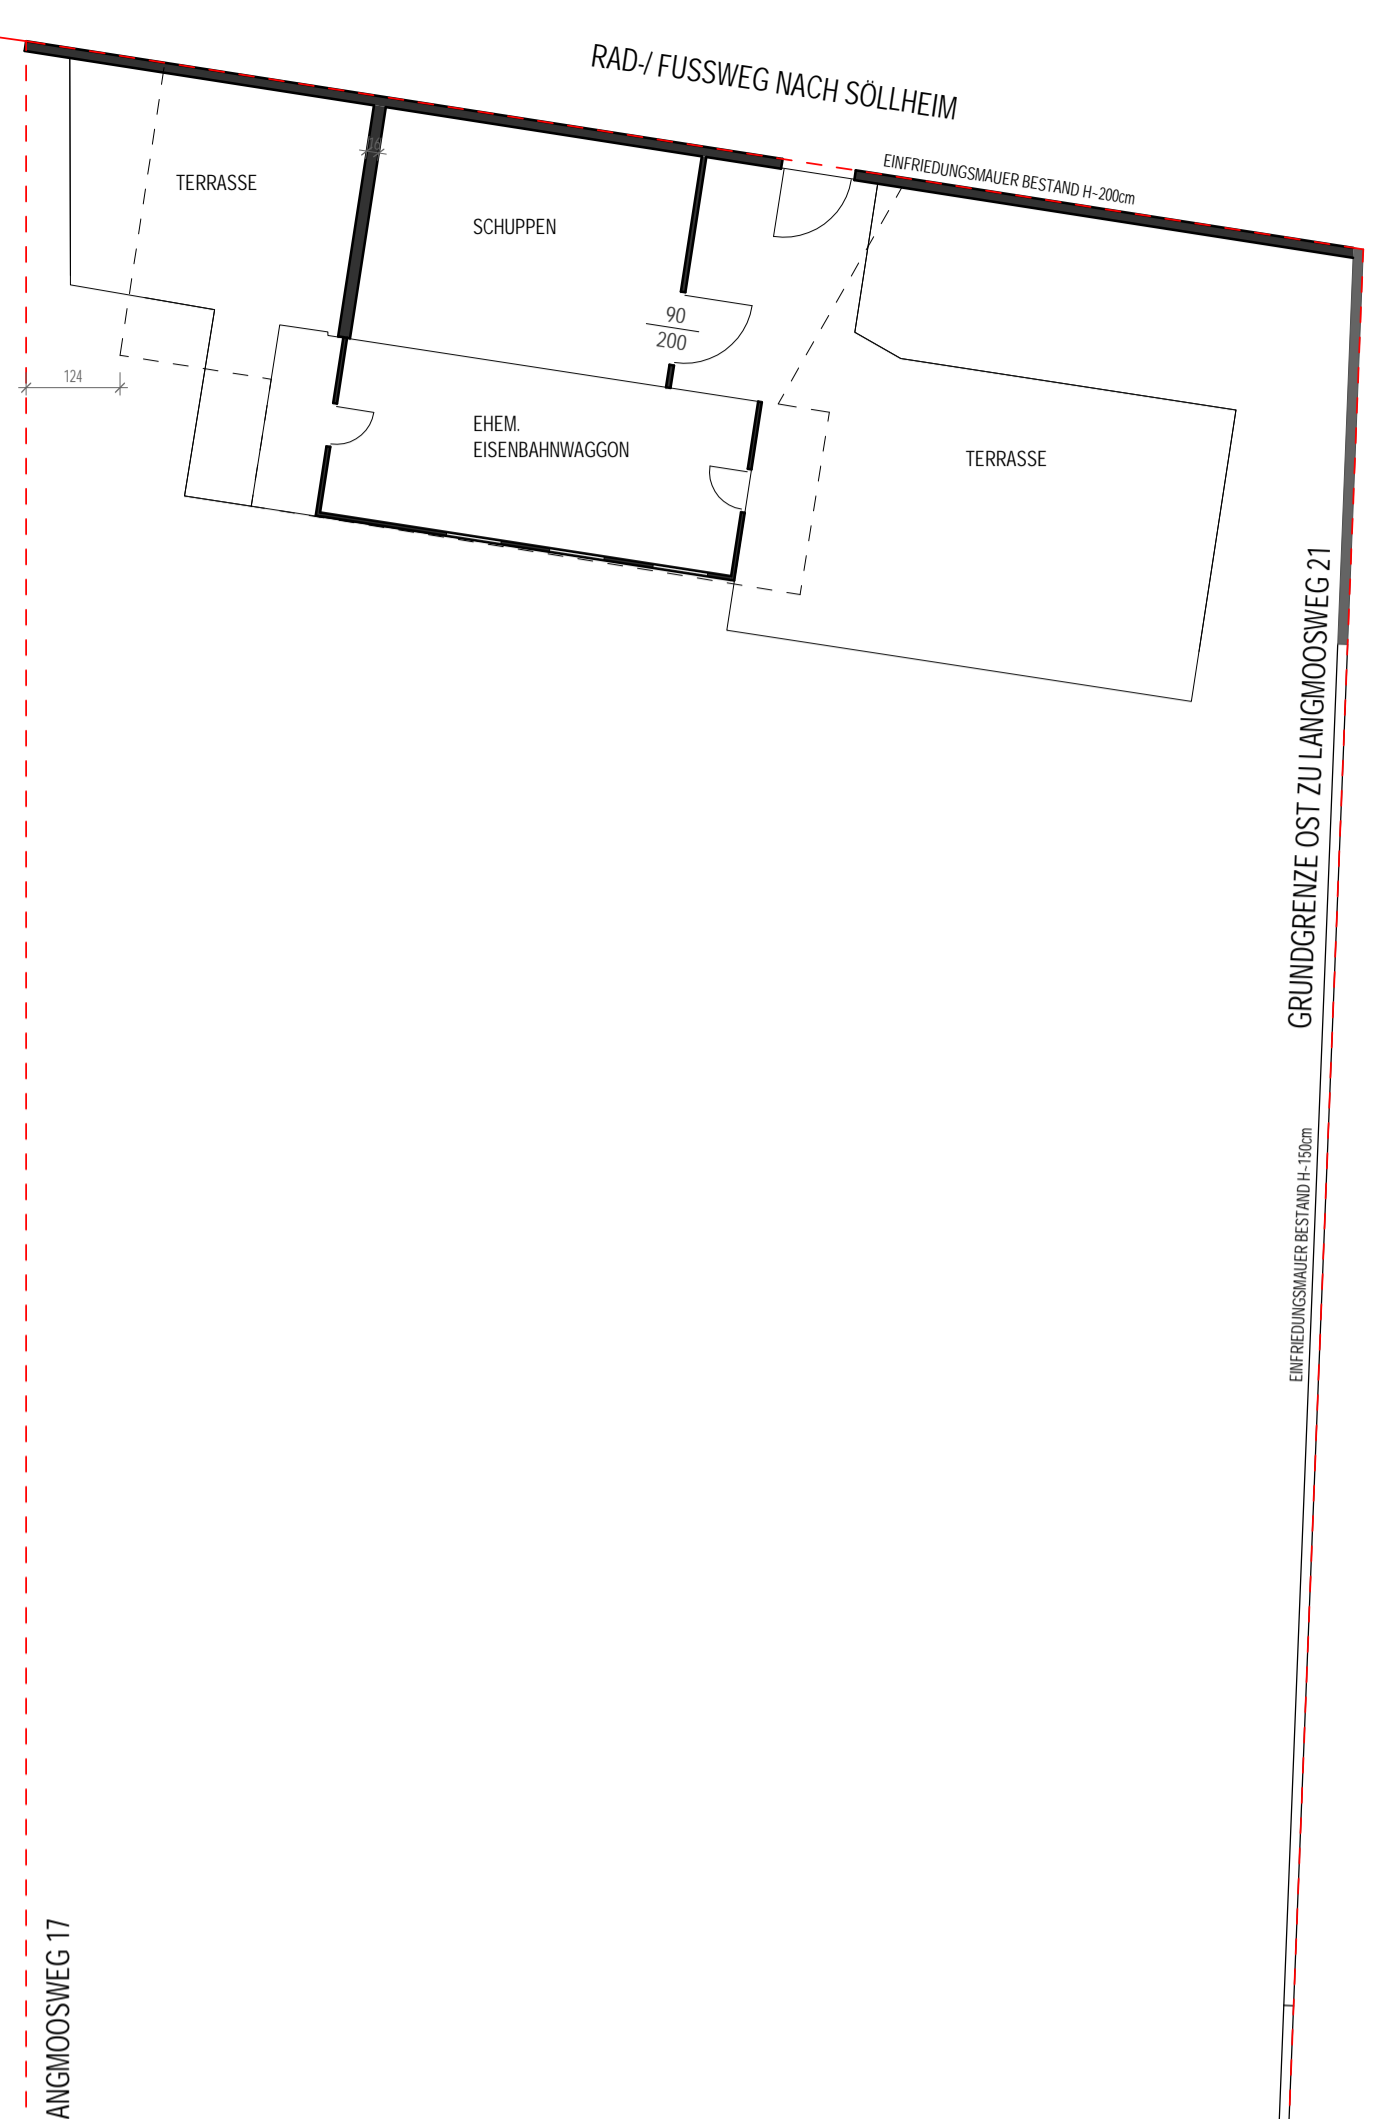 RAD-/ FUSSWEG NACH SÖLLHEIM
EINFRIEDUNGSMAUER BESTAND H~200cm
16
TERRASSE
SCHUPPEN
90
200
124
EHEM.
EISENBAHNWAGGON
TERRASSE
GRUNDGRENZE OST ZU LANGMOOSWEG 21
EINFRIEDUNGSMAUER BESTAND H~150cm
ANGMOOSWEG 17